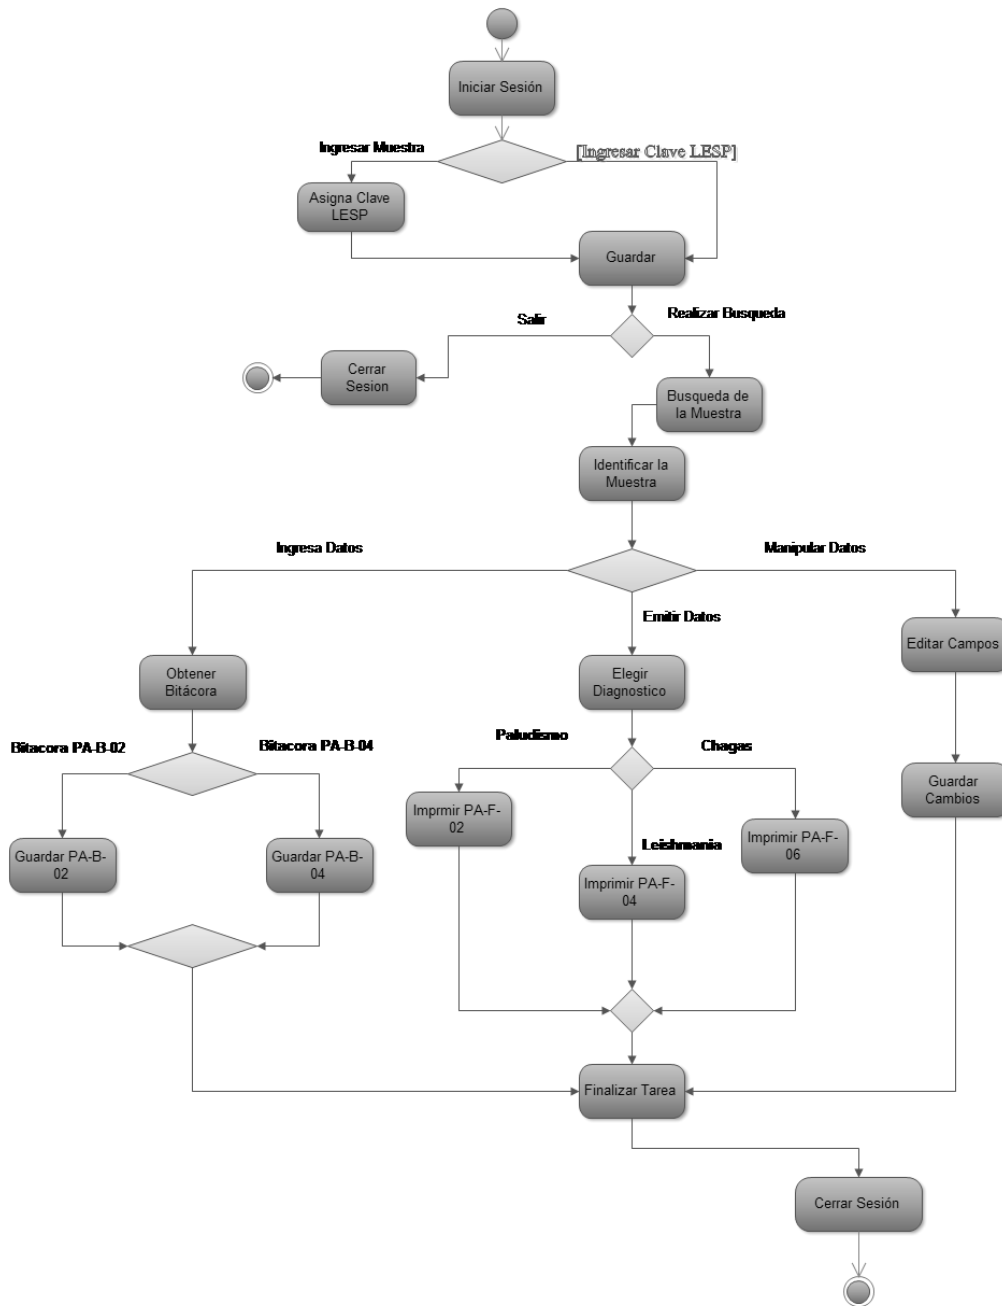 Iniciar Sesión
Ingresar Muestra
[Ingresar Clave LESP]
Asigna Clave
LESP
Guardar
Salir
Realizar Busqueda
Cerrar
Sesion
Busqueda de
la Muestra
Identificar la
Muestra
Ingresa Datos
Manipular Datos
Emitir Datos
Editar Campos
Obtener
Bitácora
Elegir
Diagnostico
Bitacora PA-B-02
Bitacora PA-B-04
Paludismo
Chagas
Guardar
Cambios
Imprmir PA-F-
02
Guardar PA-B-
02
Guardar PA-B-
04
Leishmania
Imprimir PA-F-
06
Imprimir PA-F-
04
Finalizar Tarea
Cerrar Sesión